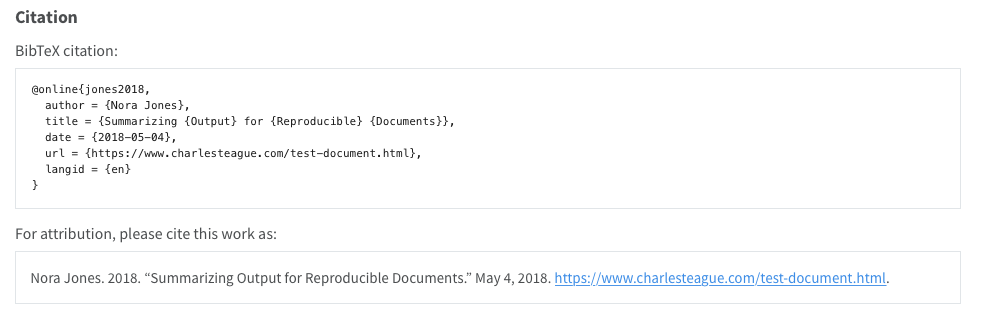 Citation
BibTeX citation:
@online{jones2018,
  author = {Nora Jones},
  title = {Summarizing {Output} for {Reproducible} {Documents}},
  date = {2018-05-04},
  url = {https://www.charlesteague.com/test-document.html},
  langid = {en}
}
For attribution, please cite this work as:
Nora Jones. 2018. “Summarizing Output for Reproducible Documents.” May 4, 2018. https://www.charlesteague.com/test-document.html.